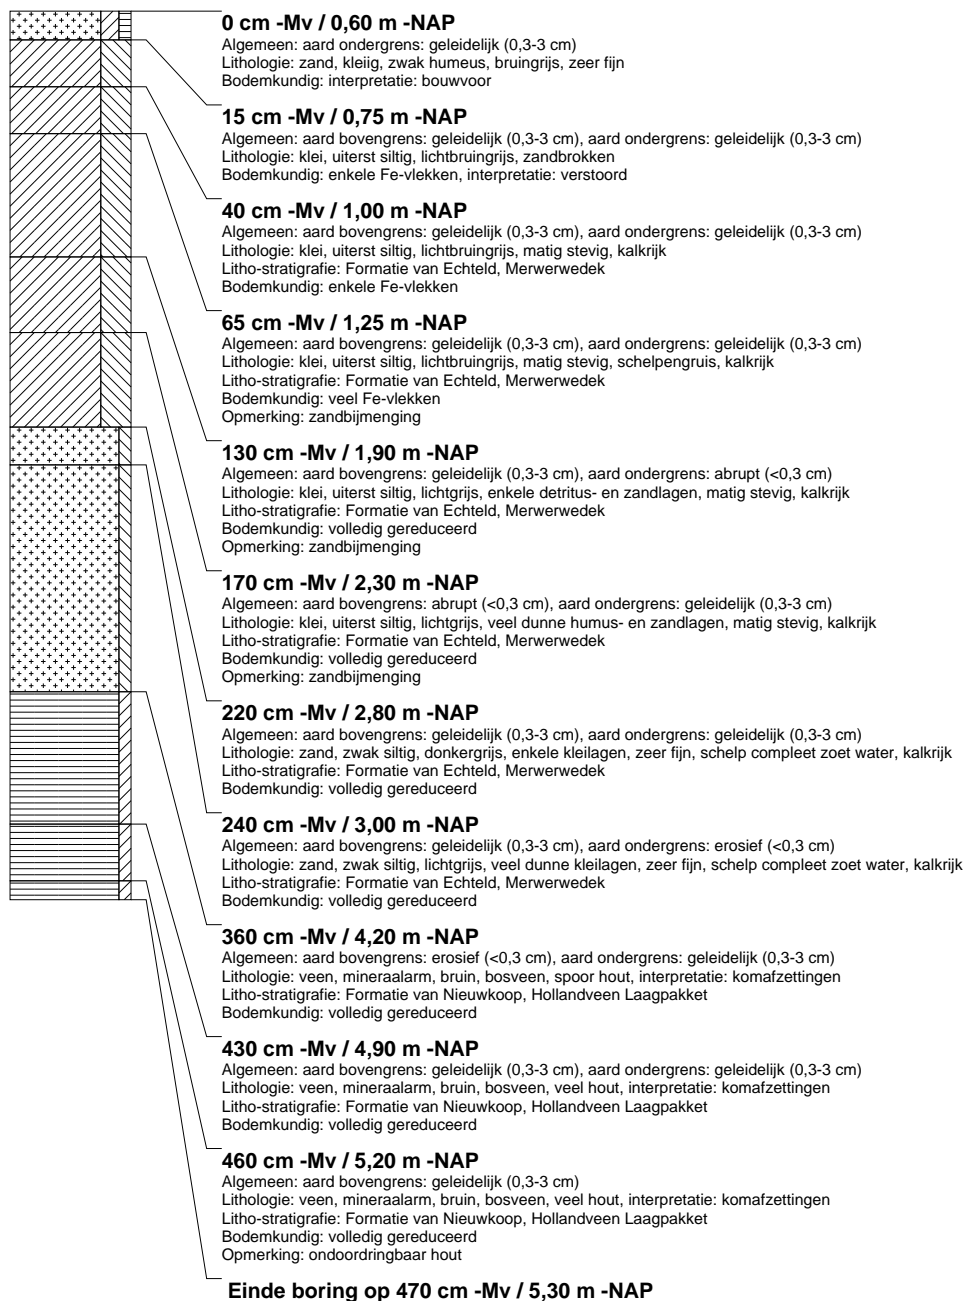 0 cm -Mv / 0,60 m -NAP
Algemeen: aard ondergrens: geleidelijk (0,3-3 cm)
Lithologie: zand, kleiig, zwak humeus, bruingrijs, zeer fijn
Bodemkundig: interpretatie: bouwvoor
15 cm -Mv / 0,75 m -NAP
Algemeen: aard bovengrens: geleidelijk (0,3-3 cm), aard ondergrens: geleidelijk (0,3-3 cm)
Lithologie: klei, uiterst siltig, lichtbruingrijs, zandbrokken
Bodemkundig: enkele Fe-vlekken, interpretatie: verstoord
40 cm -Mv / 1,00 m -NAP
Algemeen: aard bovengrens: geleidelijk (0,3-3 cm), aard ondergrens: geleidelijk (0,3-3 cm)
Lithologie: klei, uiterst siltig, lichtbruingrijs, matig stevig, kalkrijk
Litho-stratigrafie: Formatie van Echteld, Merwerwedek
Bodemkundig: enkele Fe-vlekken
65 cm -Mv / 1,25 m -NAP
Algemeen: aard bovengrens: geleidelijk (0,3-3 cm), aard ondergrens: geleidelijk (0,3-3 cm)
Lithologie: klei, uiterst siltig, lichtbruingrijs, matig stevig, schelpengruis, kalkrijk
Litho-stratigrafie: Formatie van Echteld, Merwerwedek
Bodemkundig: veel Fe-vlekken
Opmerking: zandbijmenging
130 cm -Mv / 1,90 m -NAP
Algemeen: aard bovengrens: geleidelijk (0,3-3 cm), aard ondergrens: abrupt (<0,3 cm)
Lithologie: klei, uiterst siltig, lichtgrijs, enkele detritus- en zandlagen, matig stevig, kalkrijk
Litho-stratigrafie: Formatie van Echteld, Merwerwedek
Bodemkundig: volledig gereduceerd
Opmerking: zandbijmenging
170 cm -Mv / 2,30 m -NAP
Algemeen: aard bovengrens: abrupt (<0,3 cm), aard ondergrens: geleidelijk (0,3-3 cm)
Lithologie: klei, uiterst siltig, lichtgrijs, veel dunne humus- en zandlagen, matig stevig, kalkrijk
Litho-stratigrafie: Formatie van Echteld, Merwerwedek
Bodemkundig: volledig gereduceerd
Opmerking: zandbijmenging
220 cm -Mv / 2,80 m -NAP
Algemeen: aard bovengrens: geleidelijk (0,3-3 cm), aard ondergrens: geleidelijk (0,3-3 cm)
Lithologie: zand, zwak siltig, donkergrijs, enkele kleilagen, zeer fijn, schelp compleet zoet water, kalkrijk
Litho-stratigrafie: Formatie van Echteld, Merwerwedek
Bodemkundig: volledig gereduceerd
240 cm -Mv / 3,00 m -NAP
Algemeen: aard bovengrens: geleidelijk (0,3-3 cm), aard ondergrens: erosief (<0,3 cm)
Lithologie: zand, zwak siltig, lichtgrijs, veel dunne kleilagen, zeer fijn, schelp compleet zoet water, kalkrijk
Litho-stratigrafie: Formatie van Echteld, Merwerwedek
Bodemkundig: volledig gereduceerd
360 cm -Mv / 4,20 m -NAP
Algemeen: aard bovengrens: erosief (<0,3 cm), aard ondergrens: geleidelijk (0,3-3 cm)
Lithologie: veen, mineraalarm, bruin, bosveen, spoor hout, interpretatie: komafzettingen
Litho-stratigrafie: Formatie van Nieuwkoop, Hollandveen Laagpakket
Bodemkundig: volledig gereduceerd
430 cm -Mv / 4,90 m -NAP
Algemeen: aard bovengrens: geleidelijk (0,3-3 cm), aard ondergrens: geleidelijk (0,3-3 cm)
Lithologie: veen, mineraalarm, bruin, bosveen, veel hout, interpretatie: komafzettingen
Litho-stratigrafie: Formatie van Nieuwkoop, Hollandveen Laagpakket
Bodemkundig: volledig gereduceerd
460 cm -Mv / 5,20 m -NAP
Algemeen: aard bovengrens: geleidelijk (0,3-3 cm)
Lithologie: veen, mineraalarm, bruin, bosveen, veel hout, interpretatie: komafzettingen
Litho-stratigrafie: Formatie van Nieuwkoop, Hollandveen Laagpakket
Bodemkundig: volledig gereduceerd
Opmerking: ondoordringbaar hout
Einde boring op 470 cm -Mv / 5,30 m -NAP